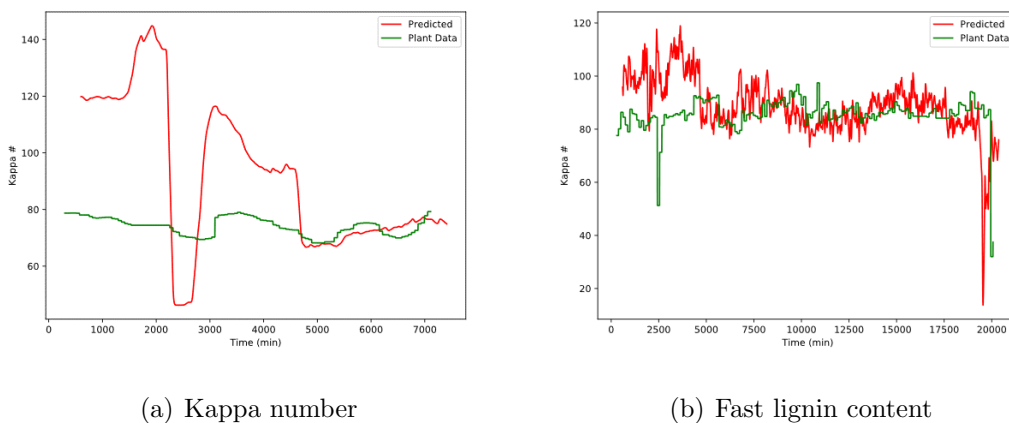 Predicted
Plant Data
Kappa #
140
120
100
80
60
0 1000 2000 3000 4000 5000 6000 7000
Time (min)
(a) Kappa number
Predicted
Plant Data
Kappa #
120
100
80
60
40
20
0 2500 5000 7500 10000 12500 15000 17500 20000
Time (min)
(b) Fast lignin content